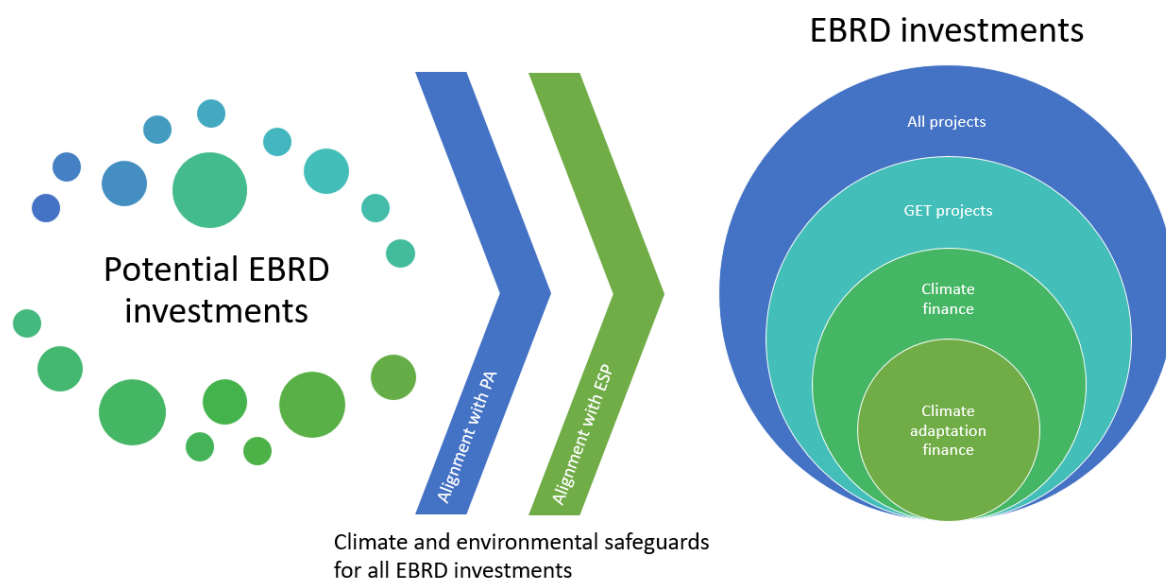 EBRD investments
All projects
GET projects
Climate
finance
Climate
adaptation
finance
Potential EBRD
investments
Alignment with PA
Alignment with ESP
Climate and environmental safeguards
for all EBRD investments